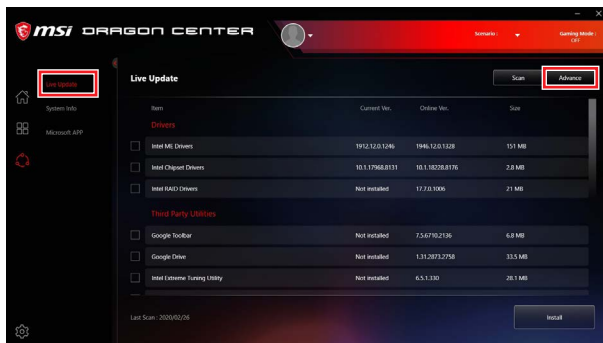 msi DRAGON CENTER
Scenario :
Gaming Mode :
OFF
Live Update
System Info
Microsoft APP
Live Update
Scan
Advance
Item Current Ver. Online Ver. Size
Drivers
Intel ME Drivers 1912.12.0.1246 1946.12.0.1328 151 MB
Intel Chipset Drivers 10.1.17968.8131 10.1.18228.8176 2.8 MB
Intel RAID Drivers Not installed 17.7.0.1006 21 MB
Third Party Utilities
Google Toolbar Not installed 7.5.6710.2136 6.8 MB
Google Drive Not installed 1.31.2873.2758 33.5 MB
Intel Extreme Tuning Utility Not installed 6.5.1.330 28.1 MB
Last Scan : 2020/02/26
Install